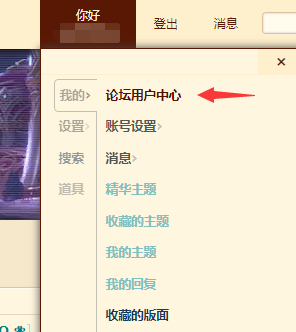 你好
登出 消息
×
我的› 论坛用户中心
设置› 账号设置›
搜索 消息›
道具 精华主题
收藏的主题
我的主题
我的回复
收藏的版面